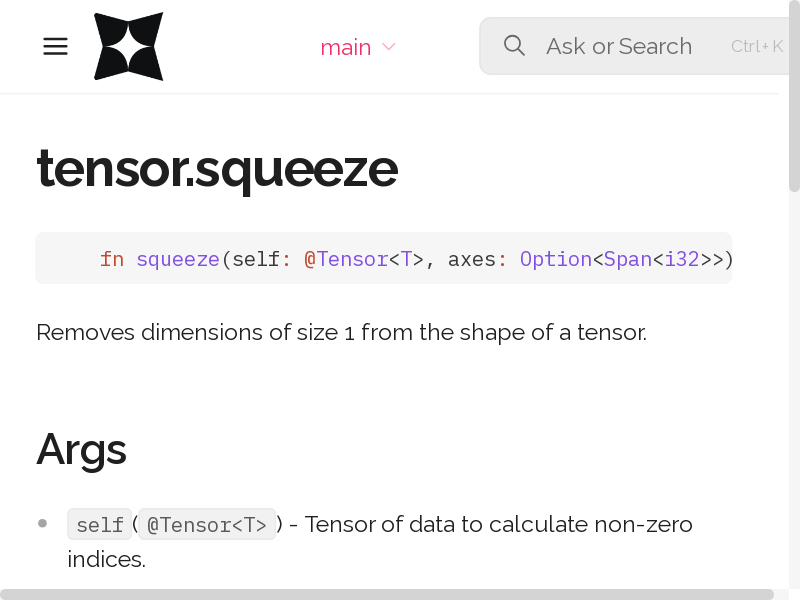 main
Ask or Search
Ctrl+K
tensor.squeeze
fn squeeze(self: @Tensor<T>, axes: Option<Span<i32>>)
Removes dimensions of size 1 from the shape of a tensor.
Args
self(@Tensor<T>) - Tensor of data to calculate non-zero
indices.